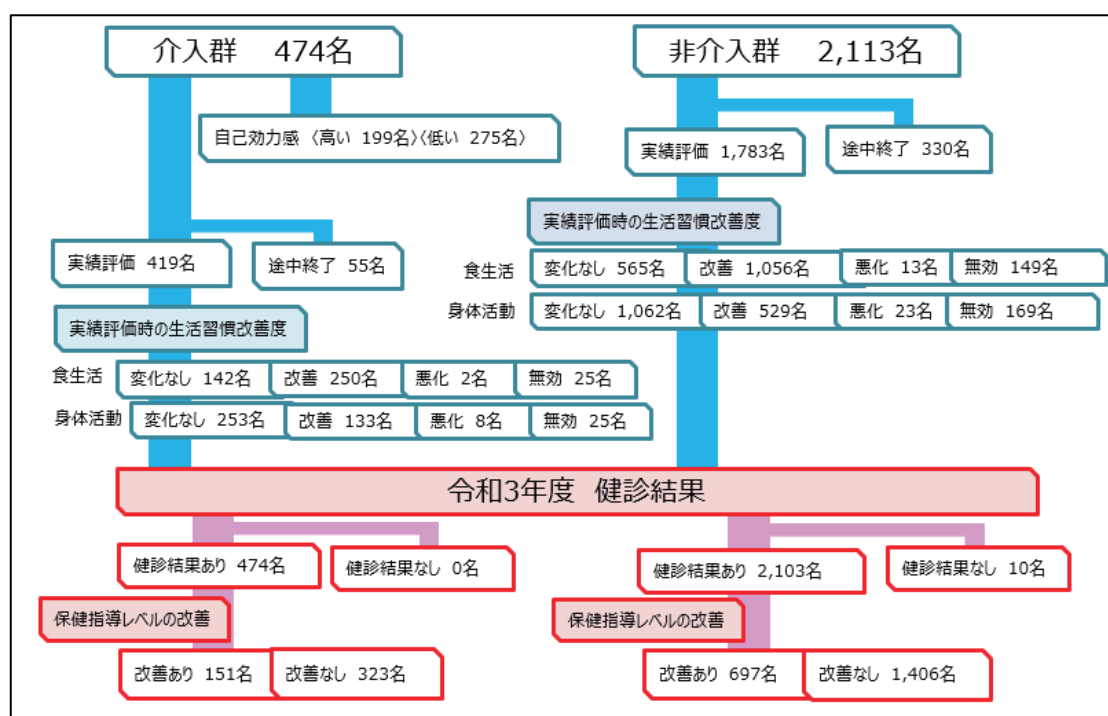 介入群 474名
非介入群 2,113名
自己効力感 〈高い 199名〉〈低い 275名〉
実績評価 1,783名
途中終了 330名
実績評価時の生活習慣改善度
実績評価 419名
途中終了 55名
食生活 変化なし 565名 改善 1,056名 悪化 13名 無効 149名
身体活動 変化なし 1,062名 改善 529名 悪化 23名 無効 169名
実績評価時の生活習慣改善度
食生活 変化なし 142名 改善 250名 悪化 2名 無効 25名
身体活動 変化なし 253名 改善 133名 悪化 8名 無効 25名
令和3年度 健診結果
健診結果あり 474名
健診結果なし 0名
健診結果あり 2,103名
健診結果なし 10名
保健指導レベルの改善
保健指導レベルの改善
改善あり 151名
改善なし 323名
改善あり 697名
改善なし 1,406名